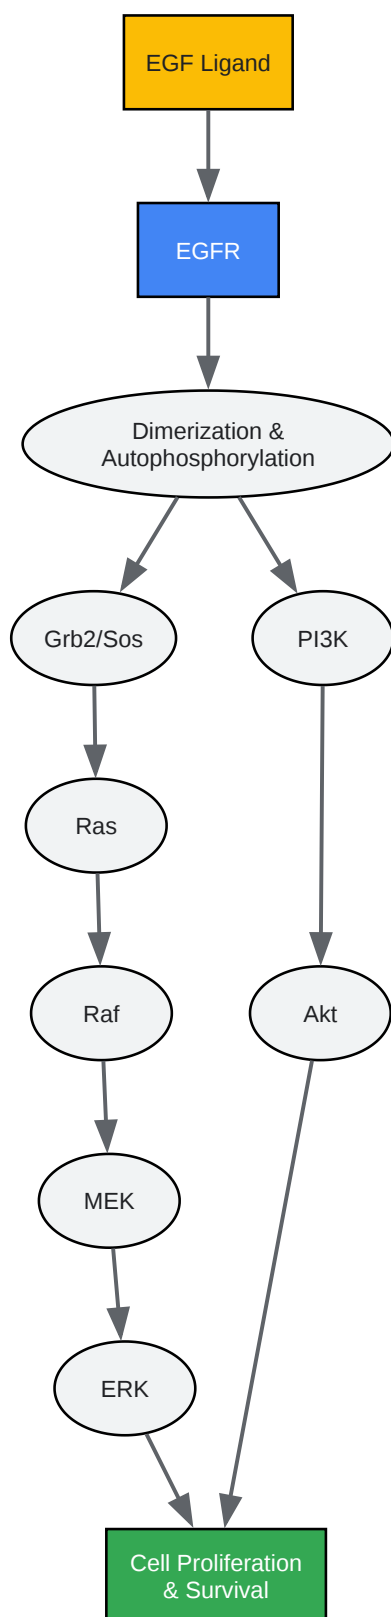 EGF Ligand
EGFR
Dimerization &
Autophosphorylation
Grb2/Sos
PI3K
Ras
Raf
Akt
MEK
ERK
Cell Proliferation
& Survival